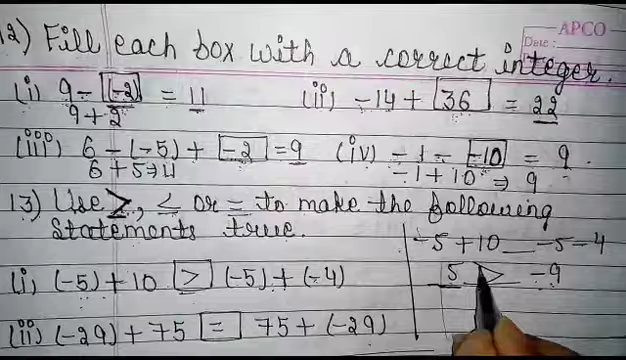 APCO
Date:
12) Fill each box with a correct integer.
(i) 9 - (-2) = 11 (ii) -14 + 36 = 22
9+2
(iii) 6 - (-5) + -2 = 9 (iv) -1 - -10 = 9.
6+5⇒11 -1+10 ⇒ 9
13) Use >, < or = to make the following
statements true.
-5+10 __ -5-4
(i) (-5)+10 > (-5)+(-4) 5 > -9
(ii) (-29)+75 = 75+(-29)